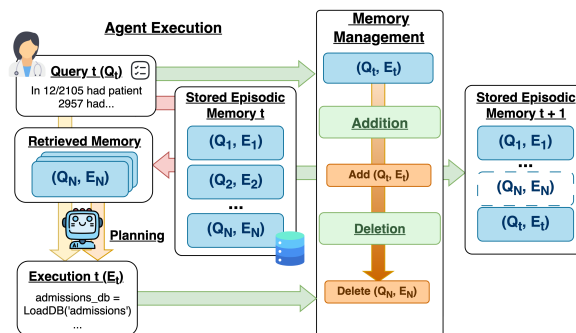 Agent Execution
Query t (Qt)
In 12/2105 had patient
2957 had...
Retrieved Memory
(QN, EN)
AI
Planning
Execution t (Et)
admissions_db =
LoadDB('admissions')
...
Stored Episodic
Memory t
(Q1, E1)
(Q2, E2)
...
(QN, EN)
Memory
Management
(Qt, Et)
Addition
Add (Qt, Et)
Deletion
Delete (QN, EN)
Stored Episodic
Memory t + 1
(Q1, E1)
...
(QN, EN)
(Qt, Et)